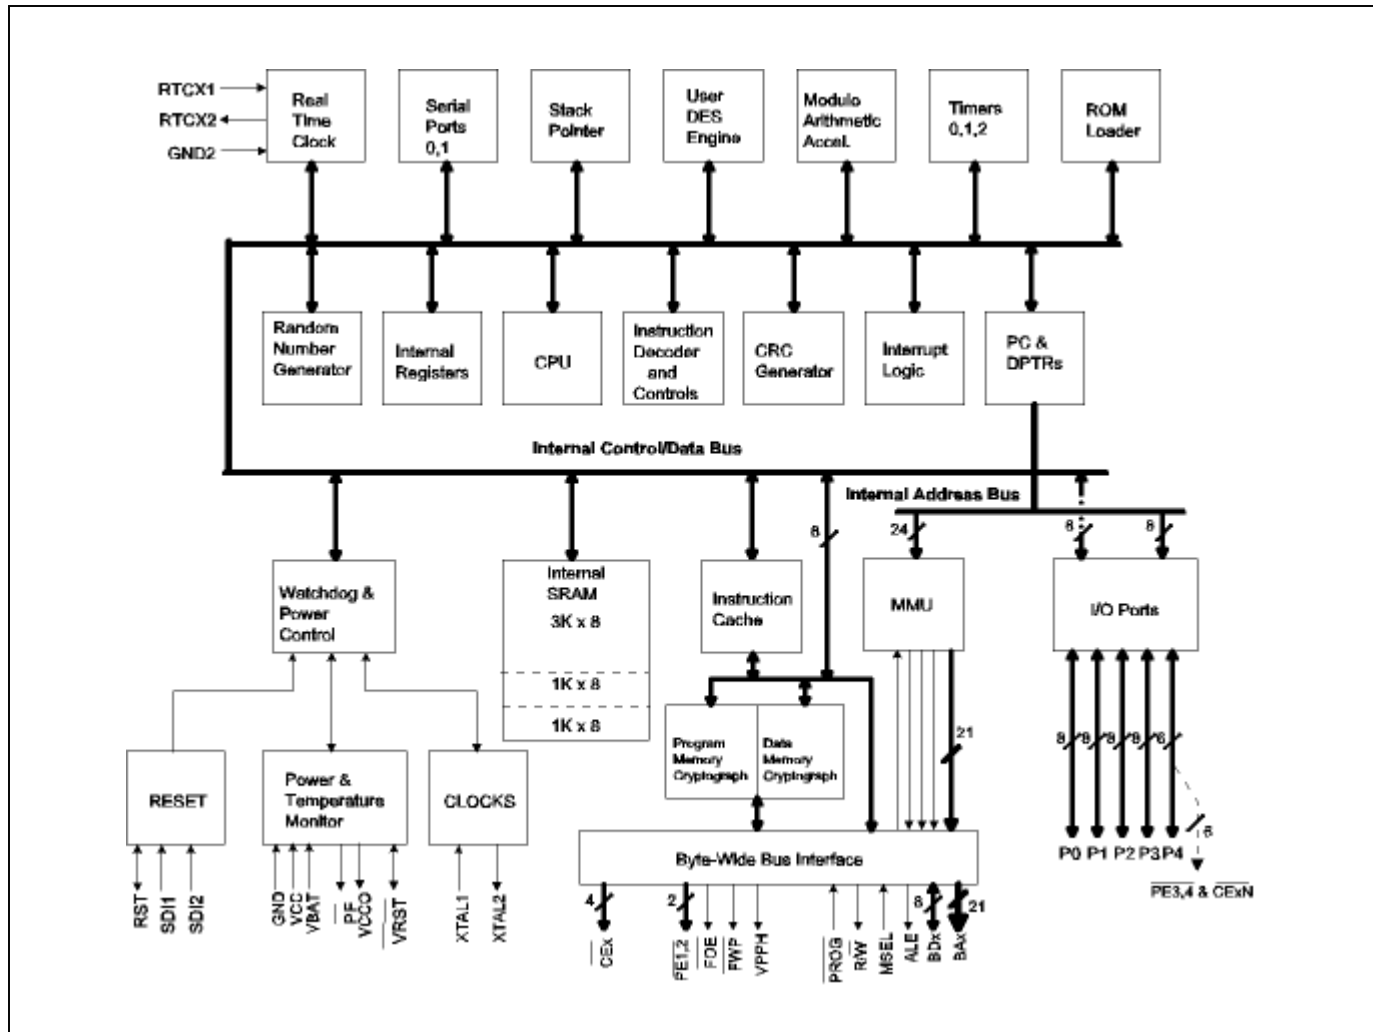 RTCX1
RTCX2
GND2
Real
Time
Clock
Serial
Ports
0,1
Stack
Pointer
User
DES
Engine
Modulo
Arithmetic
Accel.
Timers
0,1,2
ROM
Loader
Random
Number
Generator
Internal
Registers
CPU
Instruction
Decoder
and
Controls
CRC
Generator
Interrupt
Logic
PC &
DPTRs
Internal Control/Data Bus
Internal Address Bus
8
24
6
8
Watchdog &
Power
Control
Internal
SRAM
3K x 8
1K x 8
1K x 8
Instruction
Cache
MMU
I/O Ports
Program
Memory
Cryptograph
Data
Memory
Cryptograph
21
8
8
8
8
6
6
RESET
Power &
Temperature
Monitor
CLOCKS
Byte-Wide Bus Interface
P0 P1 P2 P3 P4
PE3,4 & CExN
RST
SDI1
SDI2
GND
VCC
VBAT
PF
VCCO
VRST
XTAL1
XTAL2
4
2
8
21
CEx
PE1,2
FOE
FWP
VPPH
PROG
R/W
MSEL
ALE
BDx
BAx